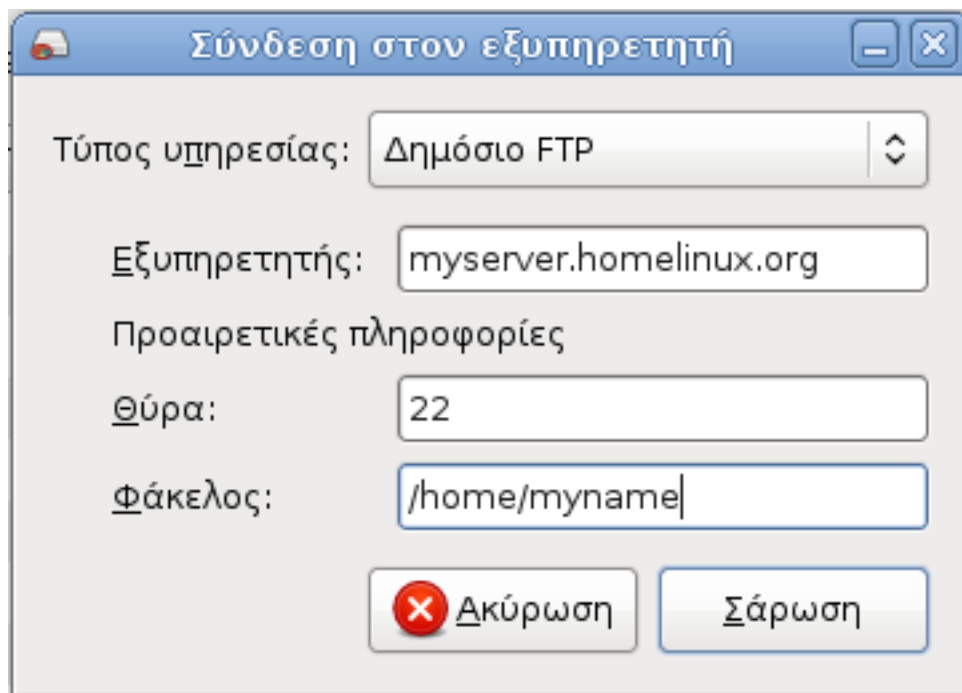 Σύνδεση στον εξυπηρετητή
Τύπος υπηρεσίας: Δημόσιο FTP
Εξυπηρετητής: myserver.homelinux.org
Προαιρετικές πληροφορίες
Θύρα: 22
Φάκελος: /home/myname
Ακύρωση Σάρωση